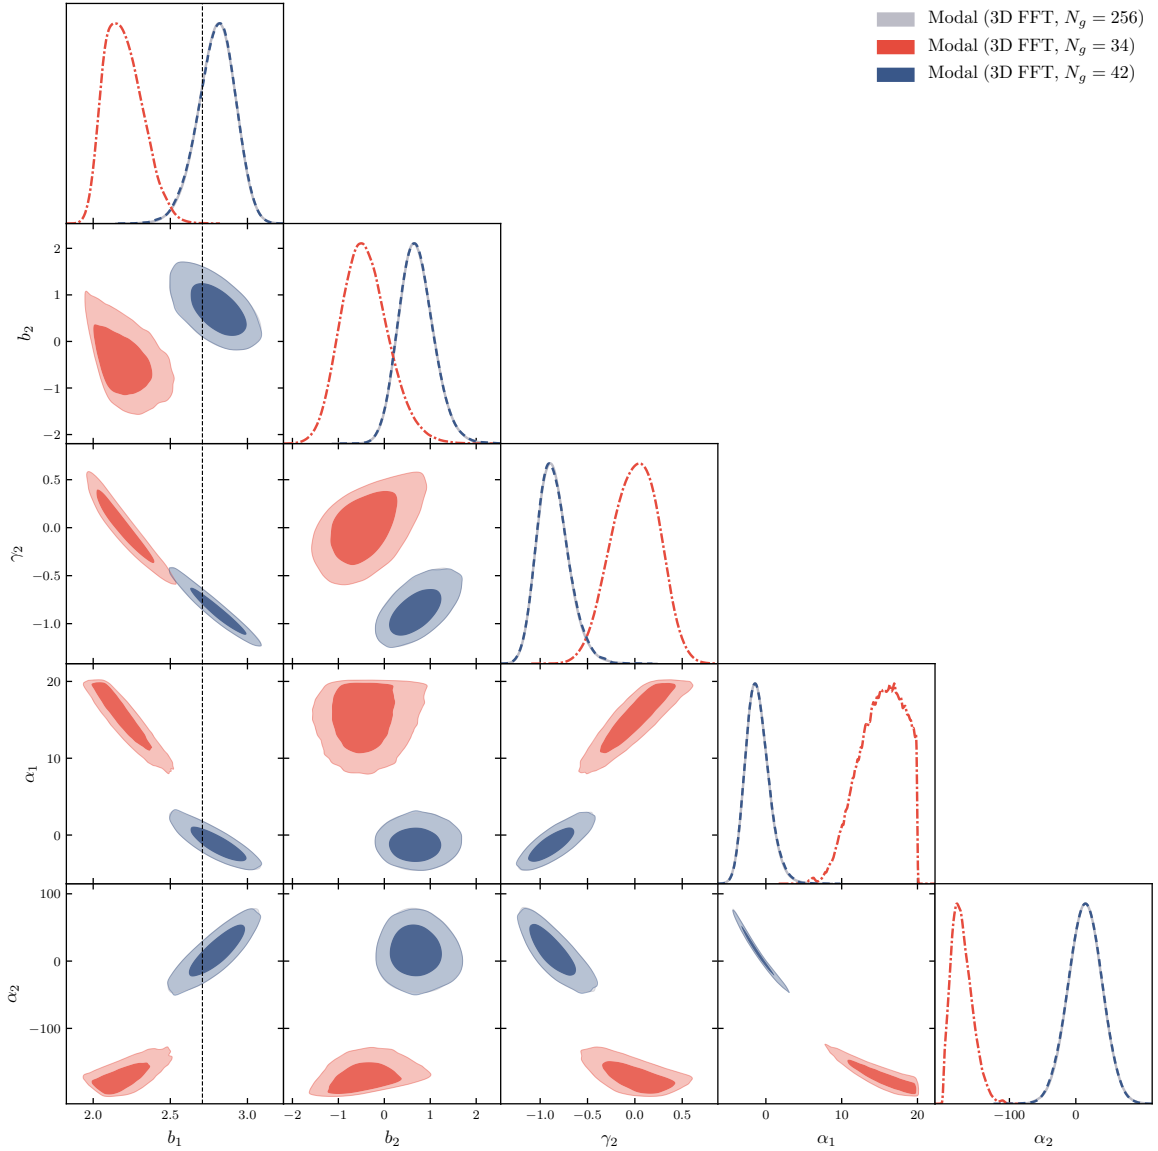 Modal (3D FFT, N_g = 256)
Modal (3D FFT, N_g = 34)
Modal (3D FFT, N_g = 42)
2
1
0
−1
−2
b_2
0.5
0.0
−0.5
−1.0
γ_2
20
10
0
α_1
100
0
−100
α_2
2.0 2.5 3.0 −2 −1 0 1 2 −1.0 −0.5 0.0 0.5 0 10 20 −100 0
b_1 b_2 γ_2 α_1 α_2